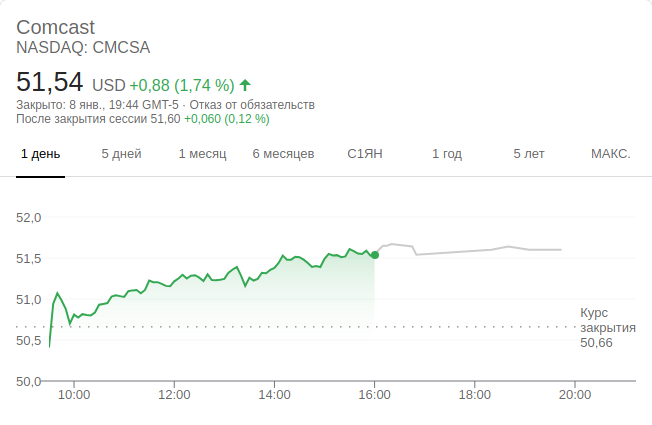 Comcast
NASDAQ: CMCSA
51,54 USD +0,88 (1,74 %)
Закрыто: 8 янв., 19:44 GMT-5 · Отказ от обязательств
После закрытия сессии 51,60 +0,060 (0,12 %)
1 день 5 дней 1 месяц 6 месяцев С1ЯН 1 год 5 лет МАКС.
52,0
51,5
51,0
Курс
закрытия
50,5
50,66
50,0
10:00 12:00 14:00 16:00 18:00 20:00